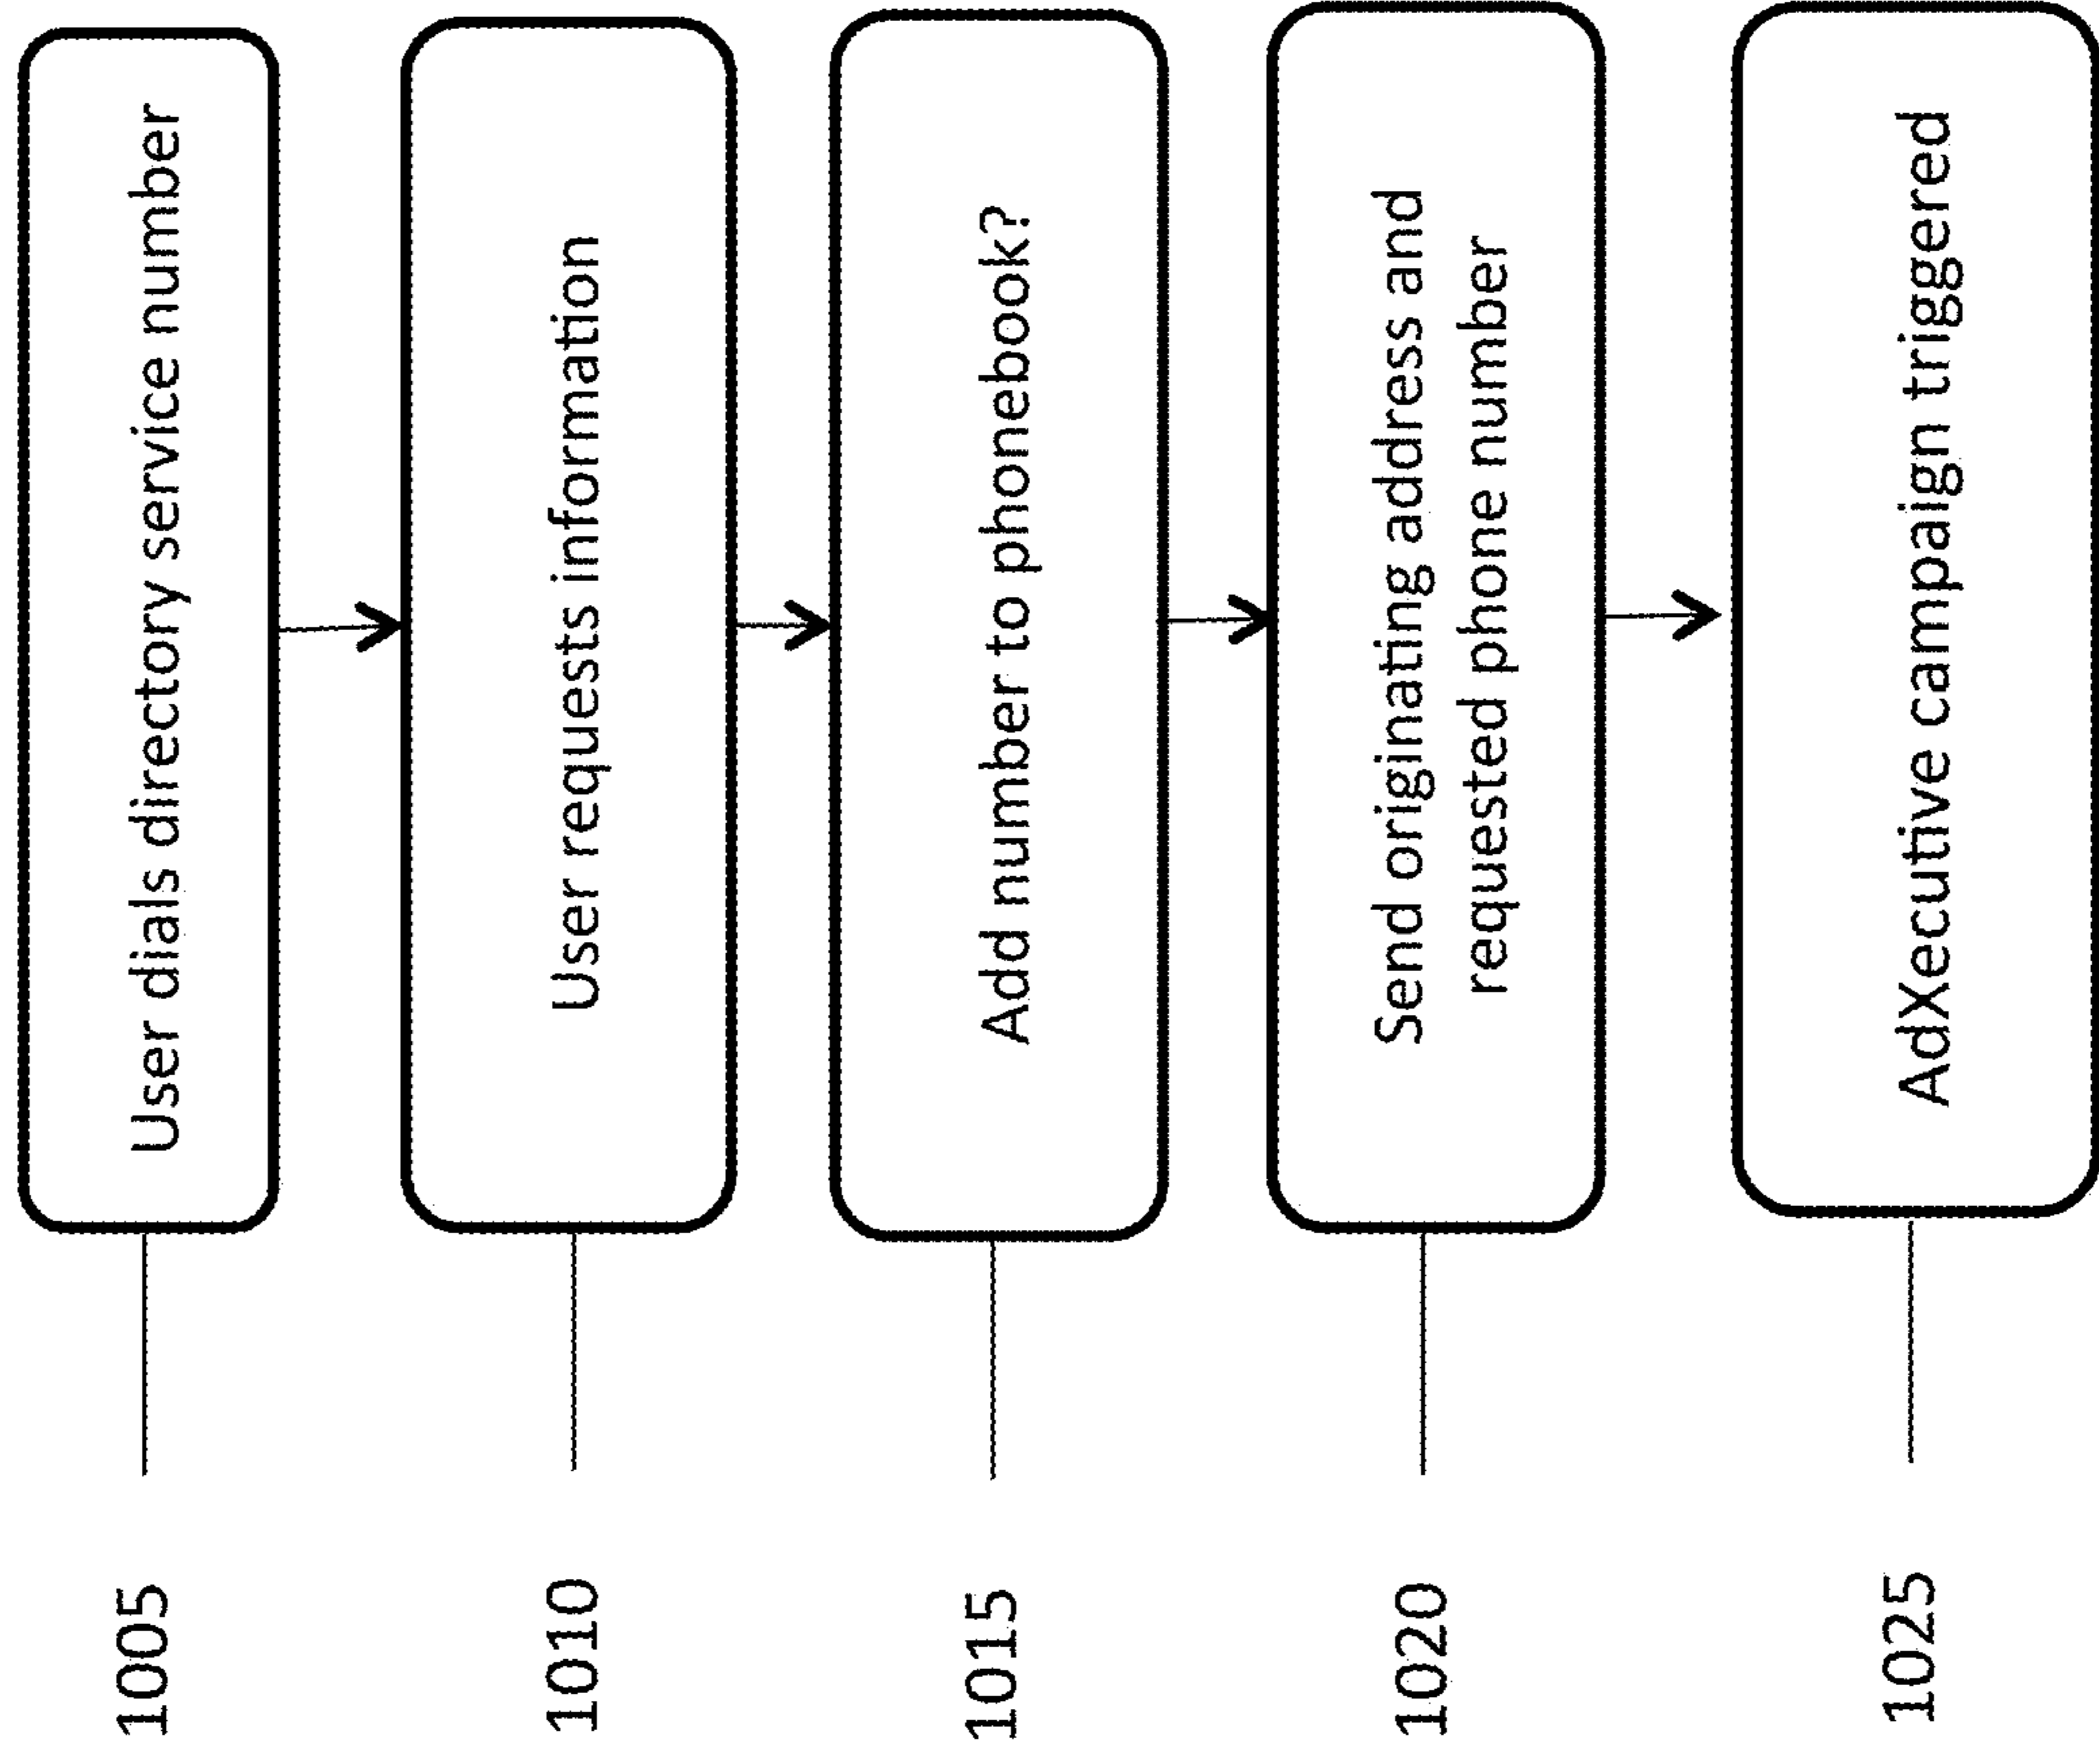 1005
User dials directory service number
1010
User requests information
1015
Add number to phonebook?
1020
Send originating address and
requested phone number
1025
AdXecutive campaign triggered